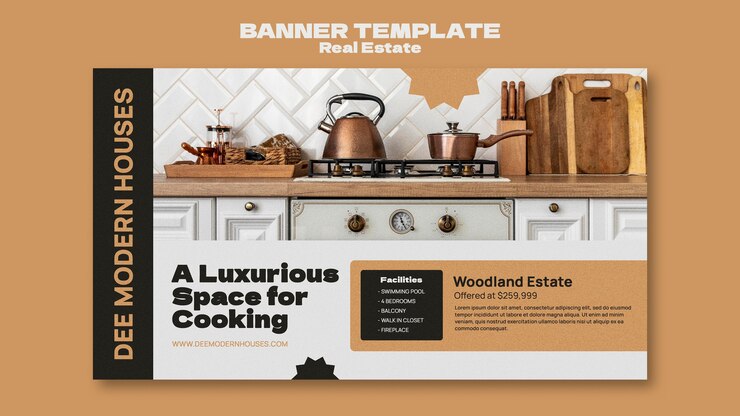 BANNER TEMPLATE
Real Estate
DEE MODERN HOUSES
A Luxurious
Space for
Cooking
WWW.DEEMODERNHOUSES.COM
Facilities
- SWIMMING POOL
- 4 BEDROOMS
- BALCONY
- WALK IN CLOSET
- FIREPLACE
Woodland Estate
Offered at $259,999
Lorem ipsum dolor sit amet, consectetur adipiscing elit,
sed do eiusmod tempor incididunt ut labore et dolore
magna aliqua. Ut enim ad minim veniam, quis nostrud
exercitation ullamco laboris nisi ut aliquip ex ea commodo
consequat.